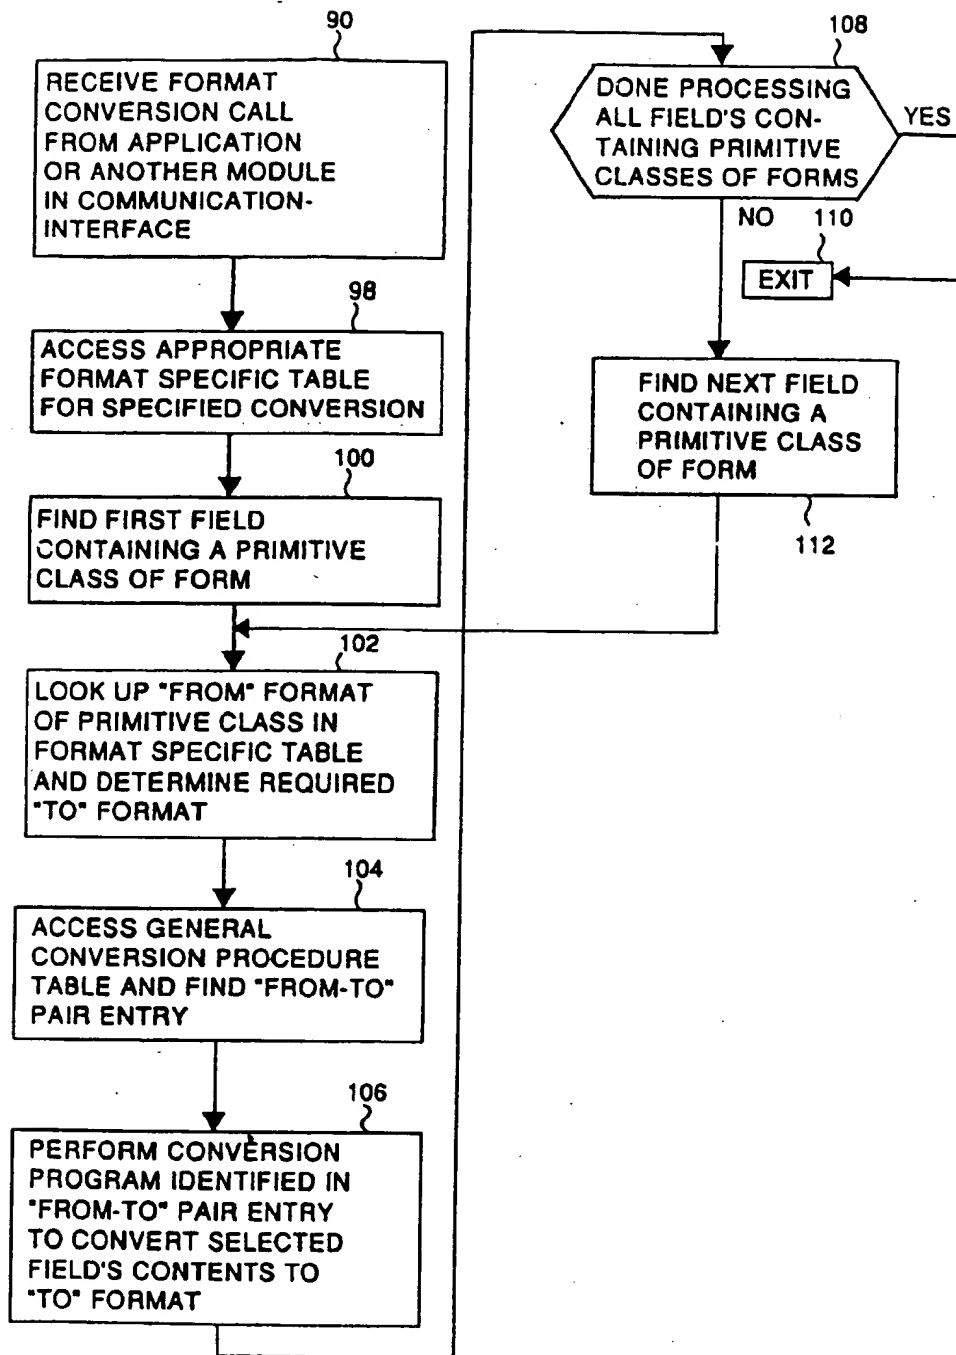 90
RECEIVE FORMAT
CONVERSION CALL
FROM APPLICATION
OR ANOTHER MODULE
IN COMMUNICATION-
INTERFACE
98
ACCESS APPROPRIATE
FORMAT SPECIFIC TABLE
FOR SPECIFIED CONVERSION
100
FIND FIRST FIELD
CONTAINING A PRIMITIVE
CLASS OF FORM
102
LOOK UP "FROM" FORMAT
OF PRIMITIVE CLASS IN
FORMAT SPECIFIC TABLE
AND DETERMINE REQUIRED
"TO" FORMAT
104
ACCESS GENERAL
CONVERSION PROCEDURE
TABLE AND FIND "FROM-TO"
PAIR ENTRY
106
PERFORM CONVERSION
PROGRAM IDENTIFIED IN
"FROM-TO" PAIR ENTRY
TO CONVERT SELECTED
FIELD'S CONTENTS TO
"TO" FORMAT
108
DONE PROCESSING
ALL FIELD'S CON-
TAINING PRIMITIVE
CLASSES OF FORMS
YES
NO
110
EXIT
FIND NEXT FIELD
CONTAINING A
PRIMITIVE CLASS
OF FORM
112